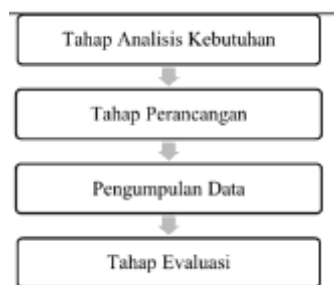 Tahap Analisis Kebutuhan
Tahap Perancangan
Pengumpulan Data
Tahap Evaluasi